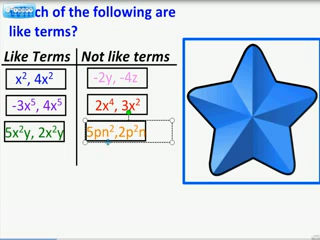 Which of the following are
like terms?
Like Terms Not like terms
x², 4x² -2y, -4z
-3x⁵, 4x⁵ 2x⁴, 3x²
5x²y, 2x²y 5pn², 2p²n